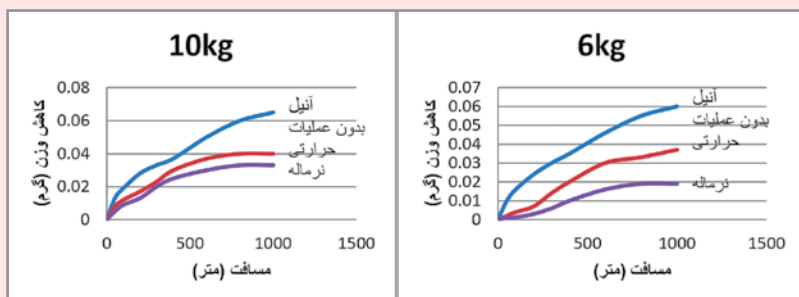 10kg
0.08
0.06
0.04
0.02
0
کاهش وزن (گرم)
آنیل
بدون عملیات
حرارتی
نرماله
0
500
1000
1500
مسافت (متر)
6kg
0.07
0.06
0.05
0.04
0.03
0.02
0.01
0
کاهش وزن (گرم)
آنیل
بدون عملیات
حرارتی
نرماله
0
500
1000
1500
مسافت (متر)